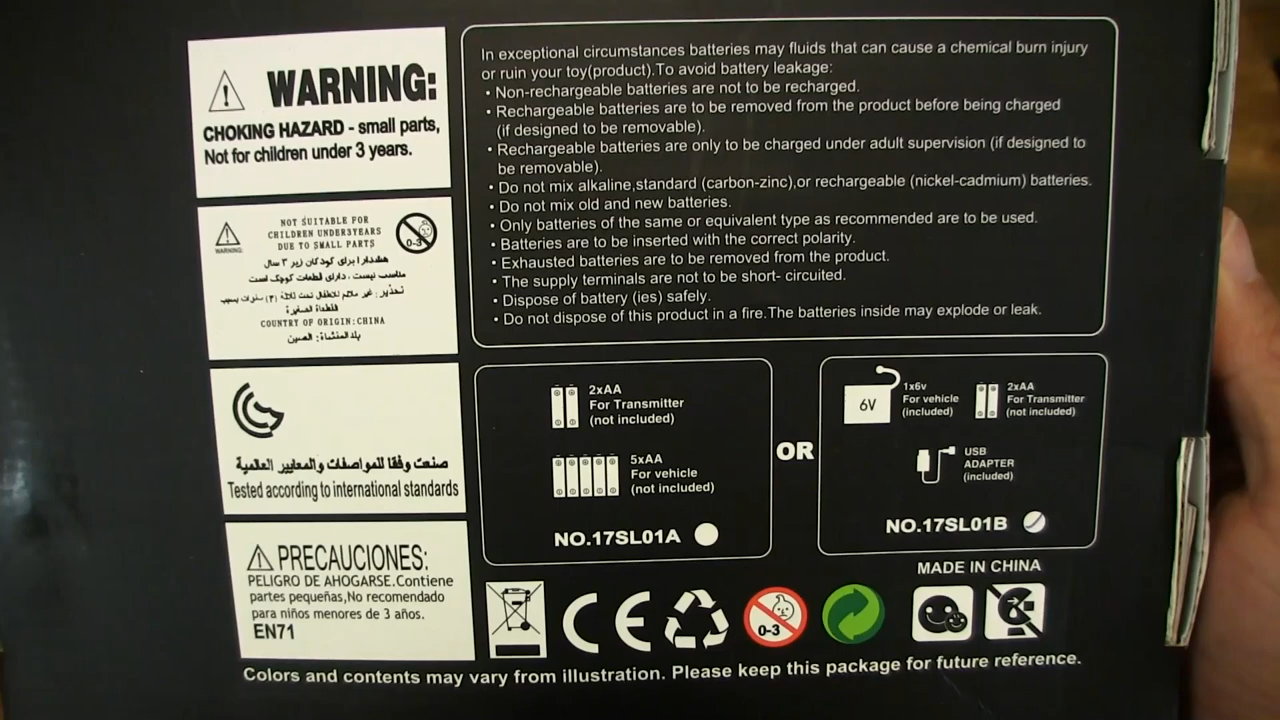 WARNING:
CHOKING HAZARD - small parts,
Not for children under 3 years.
NOT SUITABLE FOR
CHILDREN UNDER3YEARS
DUE TO SMALL PARTS
WARNING:
0-3
هشدار! برای کودکان زیر ۳ سال
مناسب نیست ، دارای قطعات کوچک است
تحذير: غير ملائم للاطفال تحت ثلاثة (٣) سنوات بسبب
القطعاة الصغيرة
COUNTRY OF ORIGIN:CHINA
بلد المنشاة: الصين
صنعت وفقا للمواصفات والمعايير العالمية
Tested according to international standards
PRECAUCIONES:
PELIGRO DE AHOGARSE.Contiene
partes pequeñas,No recomendado
para niños menores de 3 años.
EN71
In exceptional circumstances batteries may fluids that can cause a chemical burn injury
or ruin your toy(product).To avoid battery leakage:
• Non-rechargeable batteries are not to be recharged.
• Rechargeable batteries are to be removed from the product before being charged
(if designed to be removable).
• Rechargeable batteries are only to be charged under adult supervision (if designed to
be removable).
• Do not mix alkaline,standard (carbon-zinc),or rechargeable (nickel-cadmium) batteries.
• Do not mix old and new batteries.
• Only batteries of the same or equivalent type as recommended are to be used.
• Batteries are to be inserted with the correct polarity.
• Exhausted batteries are to be removed from the product.
• The supply terminals are not to be short- circuited.
• Dispose of battery (ies) safely.
• Do not dispose of this product in a fire.The batteries inside may explode or leak.
2xAA
For Transmitter
(not included)
5xAA
For vehicle
(not included)
NO.17SL01A
OR
6V
1x6v
For vehicle
(included)
2xAA
For Transmitter
(not included)
USB
ADAPTER
(included)
NO.17SL01B
MADE IN CHINA
CE
0-3
Colors and contents may vary from illustration. Please keep this package for future reference.